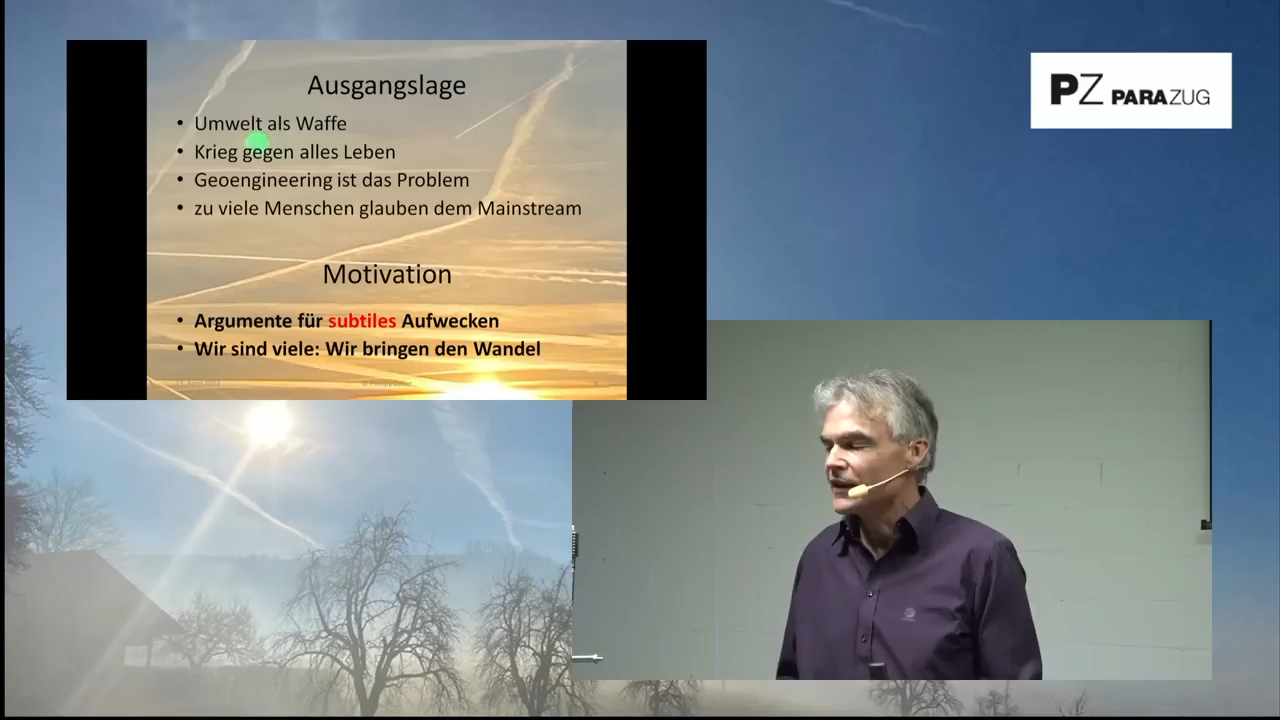 Ausgangslage
• Umwelt als Waffe
• Krieg gegen alles Leben
• Geoengineering ist das Problem
• zu viele Menschen glauben dem Mainstream
Motivation
• Argumente für subtiles Aufwecken
• Wir sind viele: Wir bringen den Wandel
PZ PARAZUG